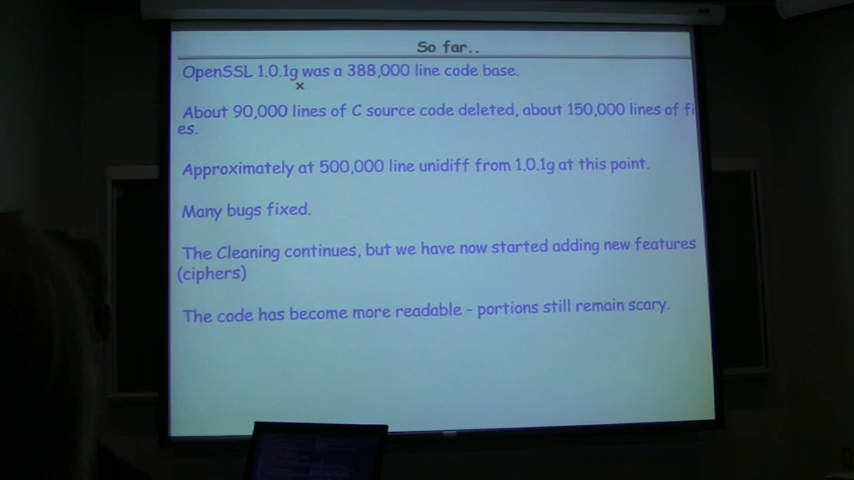 So far..
OpenSSL 1.0.1g was a 388,000 line code base.
About 90,000 lines of C source code deleted, about 150,000 lines of fi
es.
Approximately at 500,000 line unidiff from 1.0.1g at this point.
Many bugs fixed.
The Cleaning continues, but we have now started adding new features
(ciphers)
The code has become more readable - portions still remain scary.